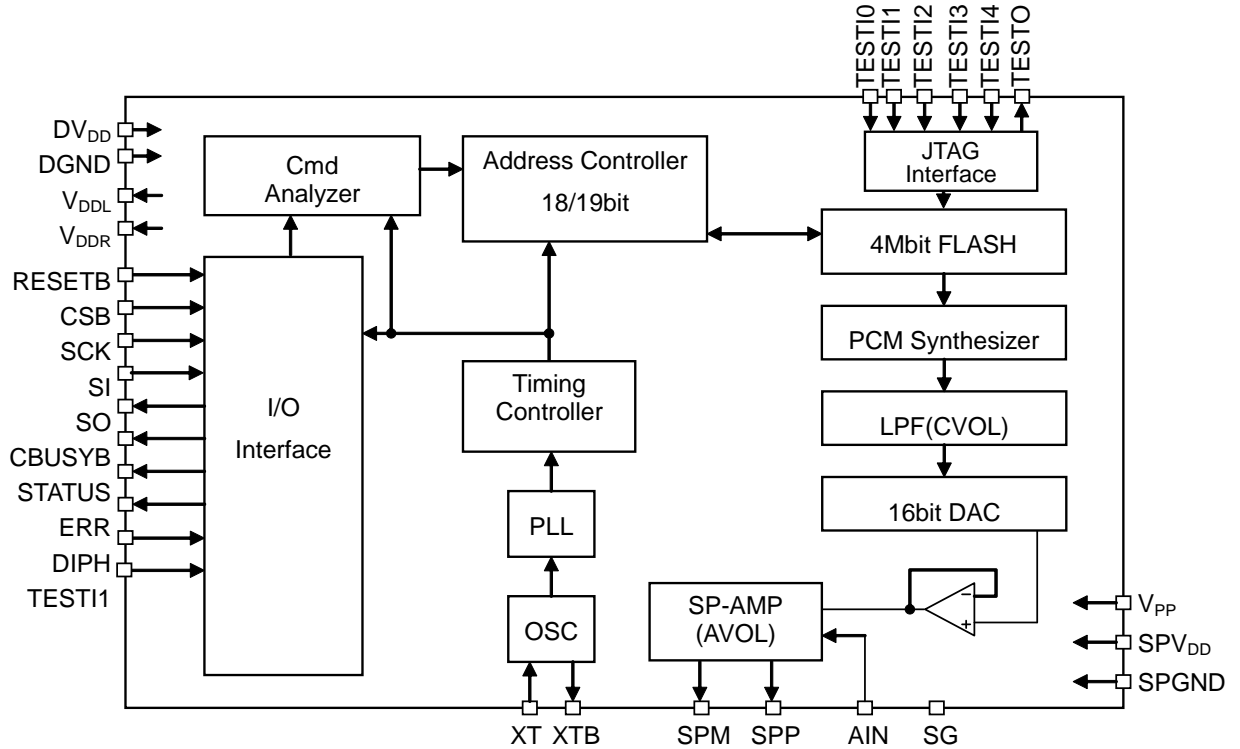 TESTI0
TESTI1
TESTI2
TESTI3
TESTI4
TESTO
DVDD
DGND
VDDL
VDDR
RESETB
CSB
SCK
SI
SO
CBUSYB
STATUS
ERR
DIPH
TESTI1
Cmd
Analyzer
Address Controller
18/19bit
JTAG
Interface
4Mbit FLASH
PCM Synthesizer
LPF(CVOL)
16bit DAC
I/O
Interface
Timing
Controller
PLL
OSC
SP-AMP
(AVOL)
−
+
VPP
SPVDD
SPGND
XT
XTB
SPM
SPP
AIN
SG